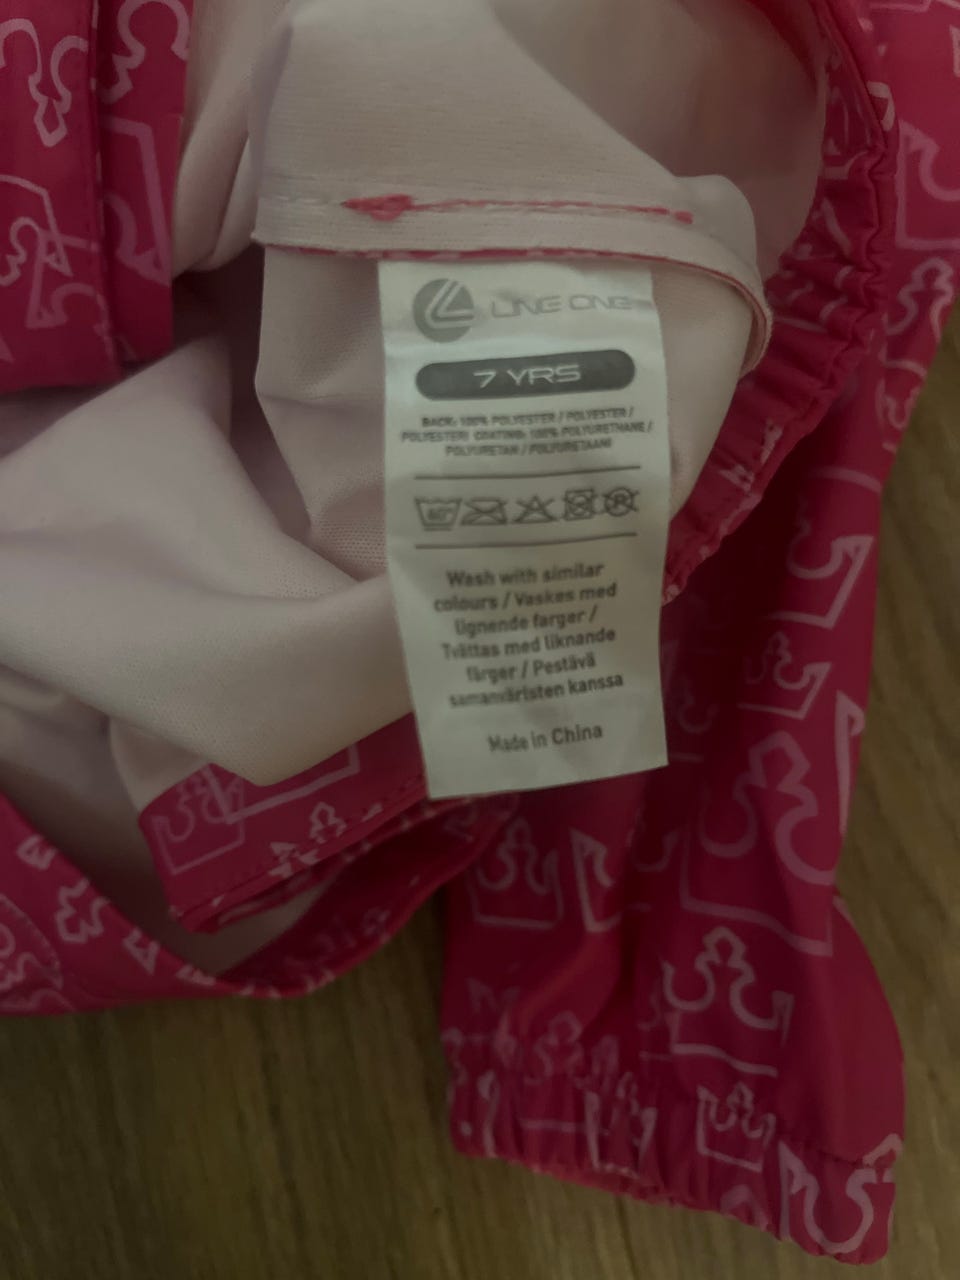 LINE ONE
7 YRS
BACK: 100% POLYESTER / POLYESTER /
POLYESTERI COATING: 100% POLYURETHANE /
POLYURETAN / POLYURETAANI
40°
Wash with similar
colours / Vaskes med
lignende farger /
Tvättas med liknande
färger / Pestävä
samanväristen kanssa
Made in China